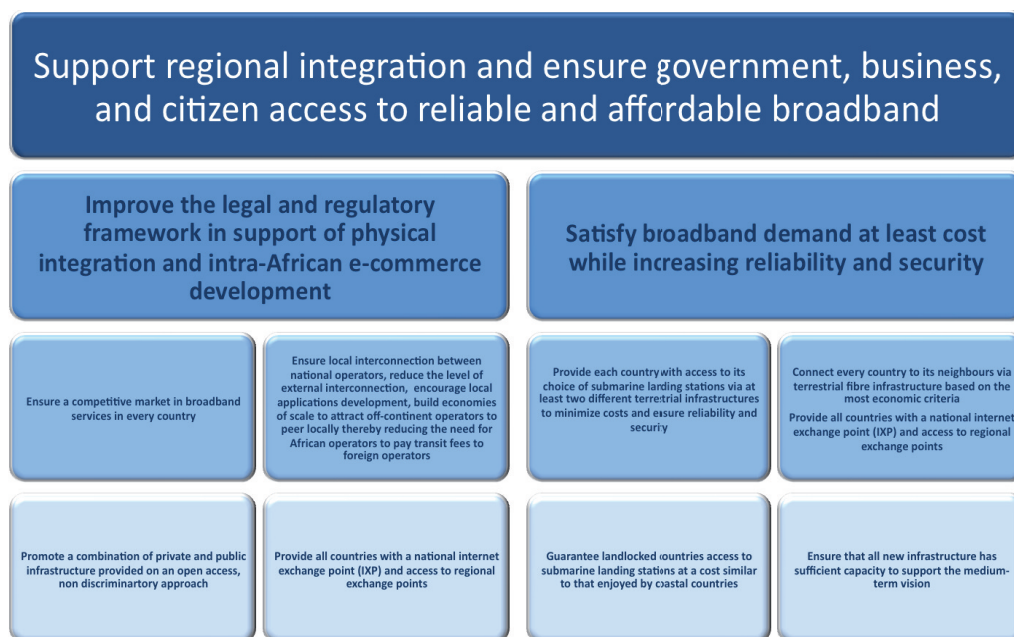 Support regional integration and ensure government, business,
and citizen access to reliable and affordable broadband
Improve the legal and regulatory
framework in support of physical
integration and intra-African e-commerce
development
Satisfy broadband demand at least cost
while increasing reliability and security
Ensure a competitive market in broadband
services in every country
Ensure local interconnection between
national operators, reduce the level of
external interconnection, encourage local
applications development, build economies
of scale to attract off-continent operators to
peer locally thereby reducing the need for
African operators to pay transit fees to
foreign operators
Provide each country with access to its
choice of submarine landing stations via at
least two different terrestrial infrastructures
to minimize costs and ensure reliability and
security
Connect every country to its neighbours via
terrestrial fibre infrastructure based on the
most economic criteria
Provide all countries with a national internet
exchange point (IXP) and access to regional
exchange points
Promote a combination of private and public
infrastructure provided on an open access,
non discriminartory approach
Provide all countries with a national internet
exchange point (IXP) and access to regional
exchange points
Guarantee landlocked countries access to
submarine landing stations at a cost similar
to that enjoyed by coastal countries
Ensure that all new infrastructure has
sufficient capacity to support the medium-
term vision